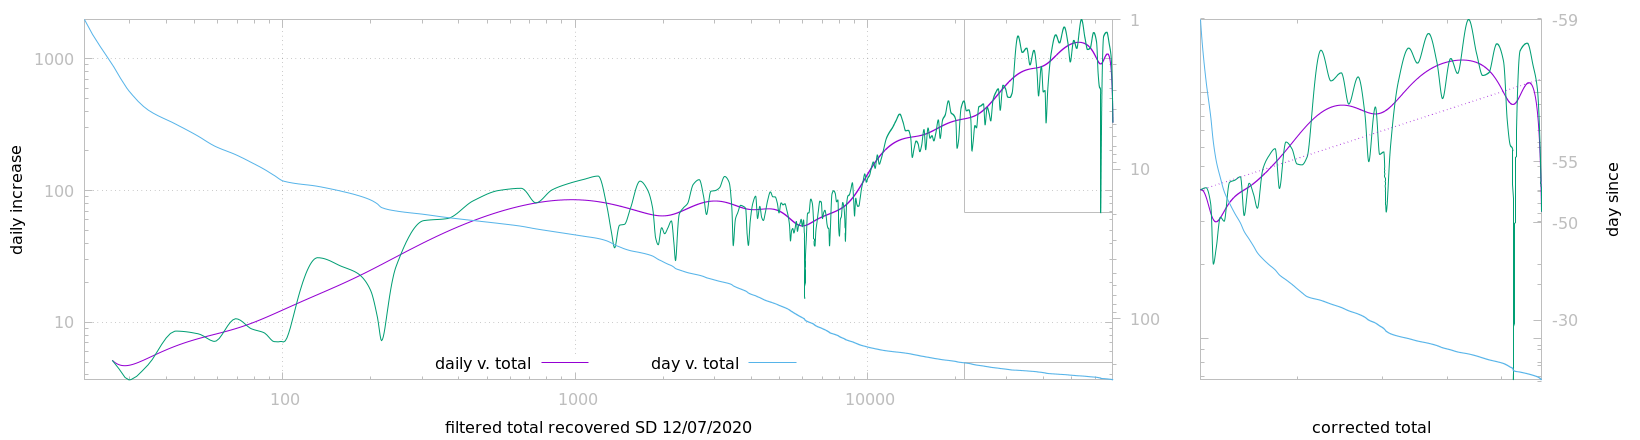 1000
100
10
daily increase
daily v. total
day v. total
100
1000
10000
filtered total recovered SD 12/07/2020
1
10
100
-59
-55
-50
-30
day since
corrected total